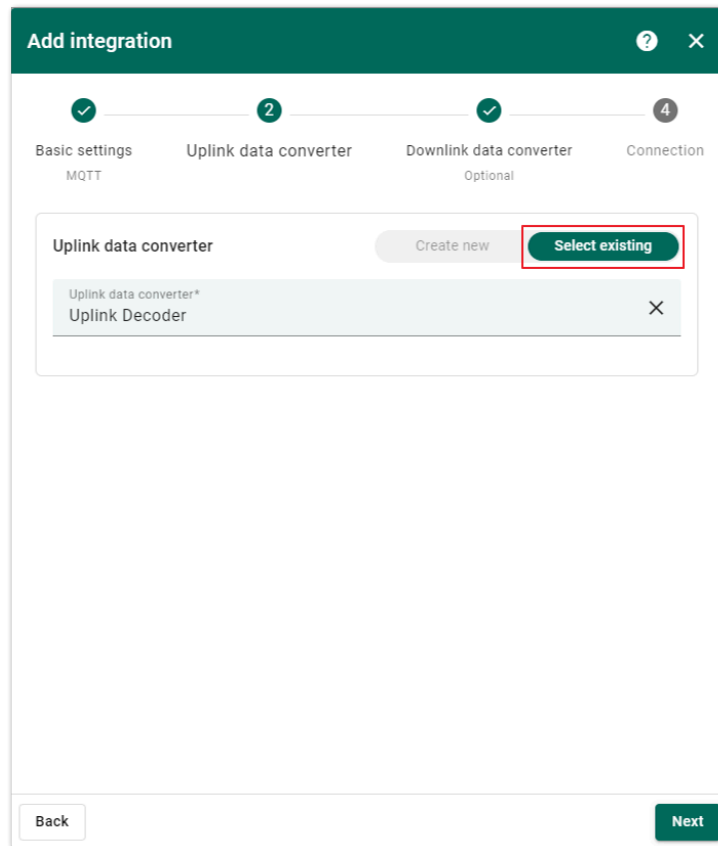 Add integration
?
2
4
Basic settings
Uplink data converter
Downlink data converter
Connection
MQTT
Optional
Uplink data converter
Create new
Select existing
Uplink data converter*
Uplink Decoder
Back
Next